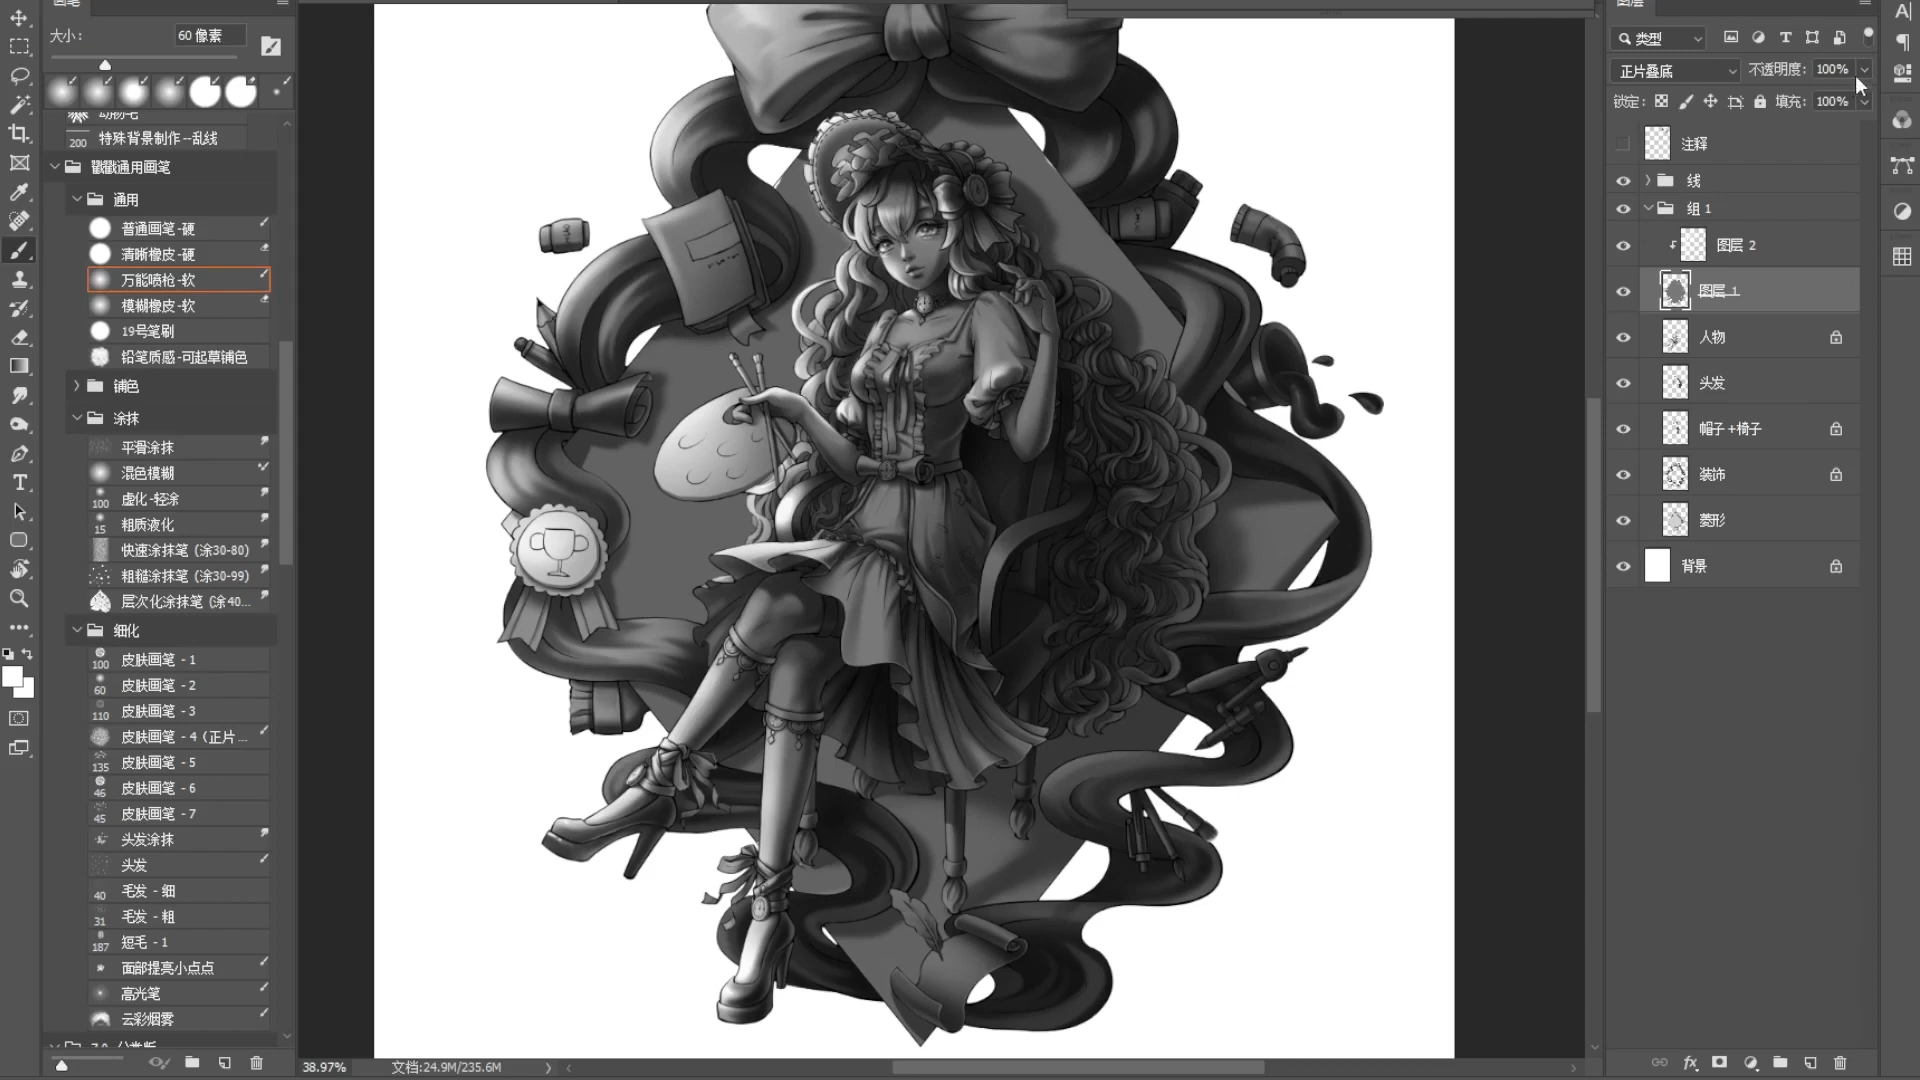 画笔
大小:
60 像素
动物毛
200 特殊背景制作--乱线
戳戳通用画笔
通用
普通画笔-硬
清晰橡皮-硬
万能喷枪-软
模糊橡皮-软
19号笔刷
铅笔质感-可起草铺色
铺色
涂抹
平滑涂抹
混色模糊
100 虚化-轻涂
15 粗质液化
快速涂抹笔 (涂30-80)
粗糙涂抹笔 (涂30-99)
层次化涂抹笔 (涂40...
细化
100 皮肤画笔 - 1
60 皮肤画笔 - 2
110 皮肤画笔 - 3
皮肤画笔 - 4 (正片...
135 皮肤画笔 - 5
46 皮肤画笔 - 6
45 皮肤画笔 - 7
头发涂抹
头发
40 毛发 - 细
31 毛发 - 粗
187 短毛 - 1
面部提亮小点点
高光笔
云彩烟雾
38.97%
文档:24.9M/235.6M
图层
类型
正片叠底
不透明度: 100%
锁定:
填充: 100%
注释
线
组 1
图层 2
图层 1
人物
头发
帽子+椅子
装饰
菱形
背景